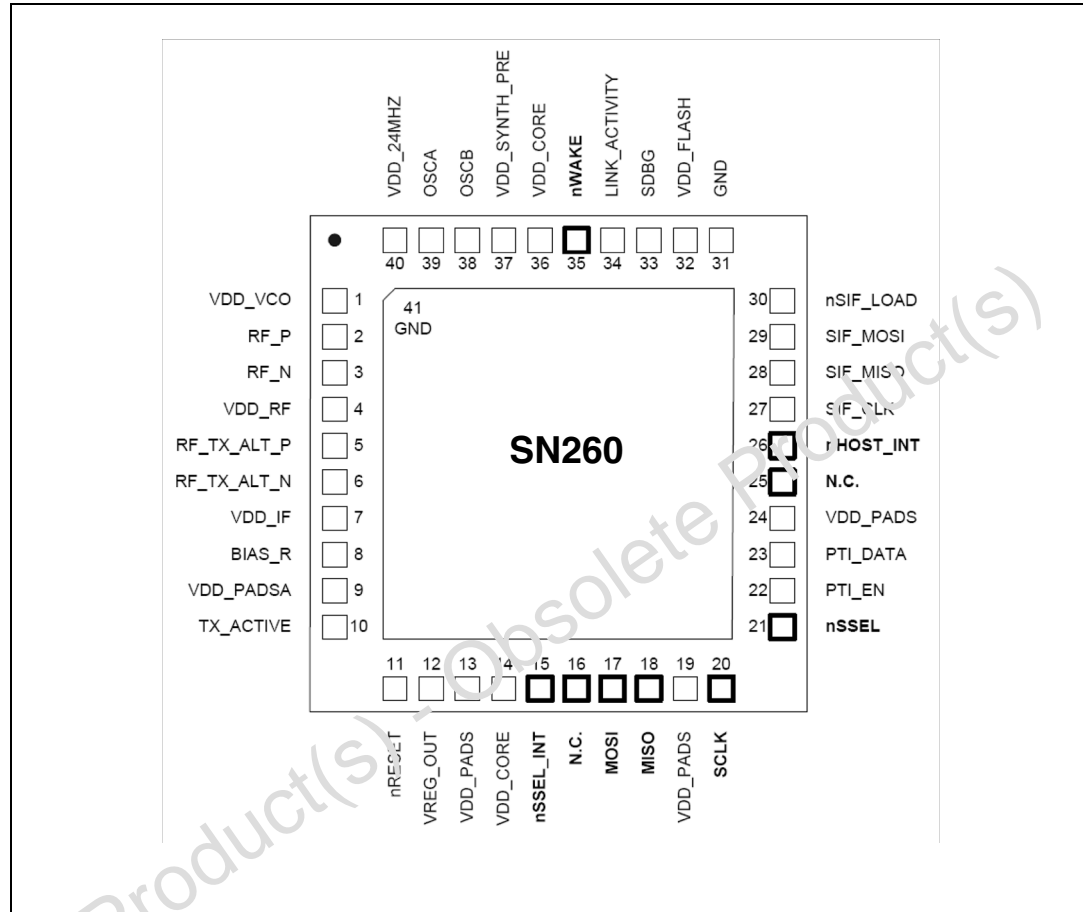 VDD_24MHZ
OSCA
OSCB
VDD_SYNTH_PRE
VDD_CORE
nWAKE
LINK_ACTIVITY
SDBG
VDD_FLASH
GND
40 39 38 37 36 35 34 33 32 31
VDD_VCO 1
RF_P 2
RF_N 3
VDD_RF 4
RF_TX_ALT_P 5
RF_TX_ALT_N 6
VDD_IF 7
BIAS_R 8
VDD_PADSA 9
TX_ACTIVE 10
41
GND
SN260
30 nSIF_LOAD
29 SIF_MOSI
28 SIF_MISO
27 SIF_CLK
26 nHOST_INT
25 N.C.
24 VDD_PADS
23 PTI_DATA
22 PTI_EN
21 nSSEL
11 12 13 14 15 16 17 18 19 20
nRESET
VREG_OUT
VDD_PADS
VDD_CORE
nSSEL_INT
N.C.
MOSI
MISO
VDD_PADS
SCLK
Product(s) - Obsolete Product(s)